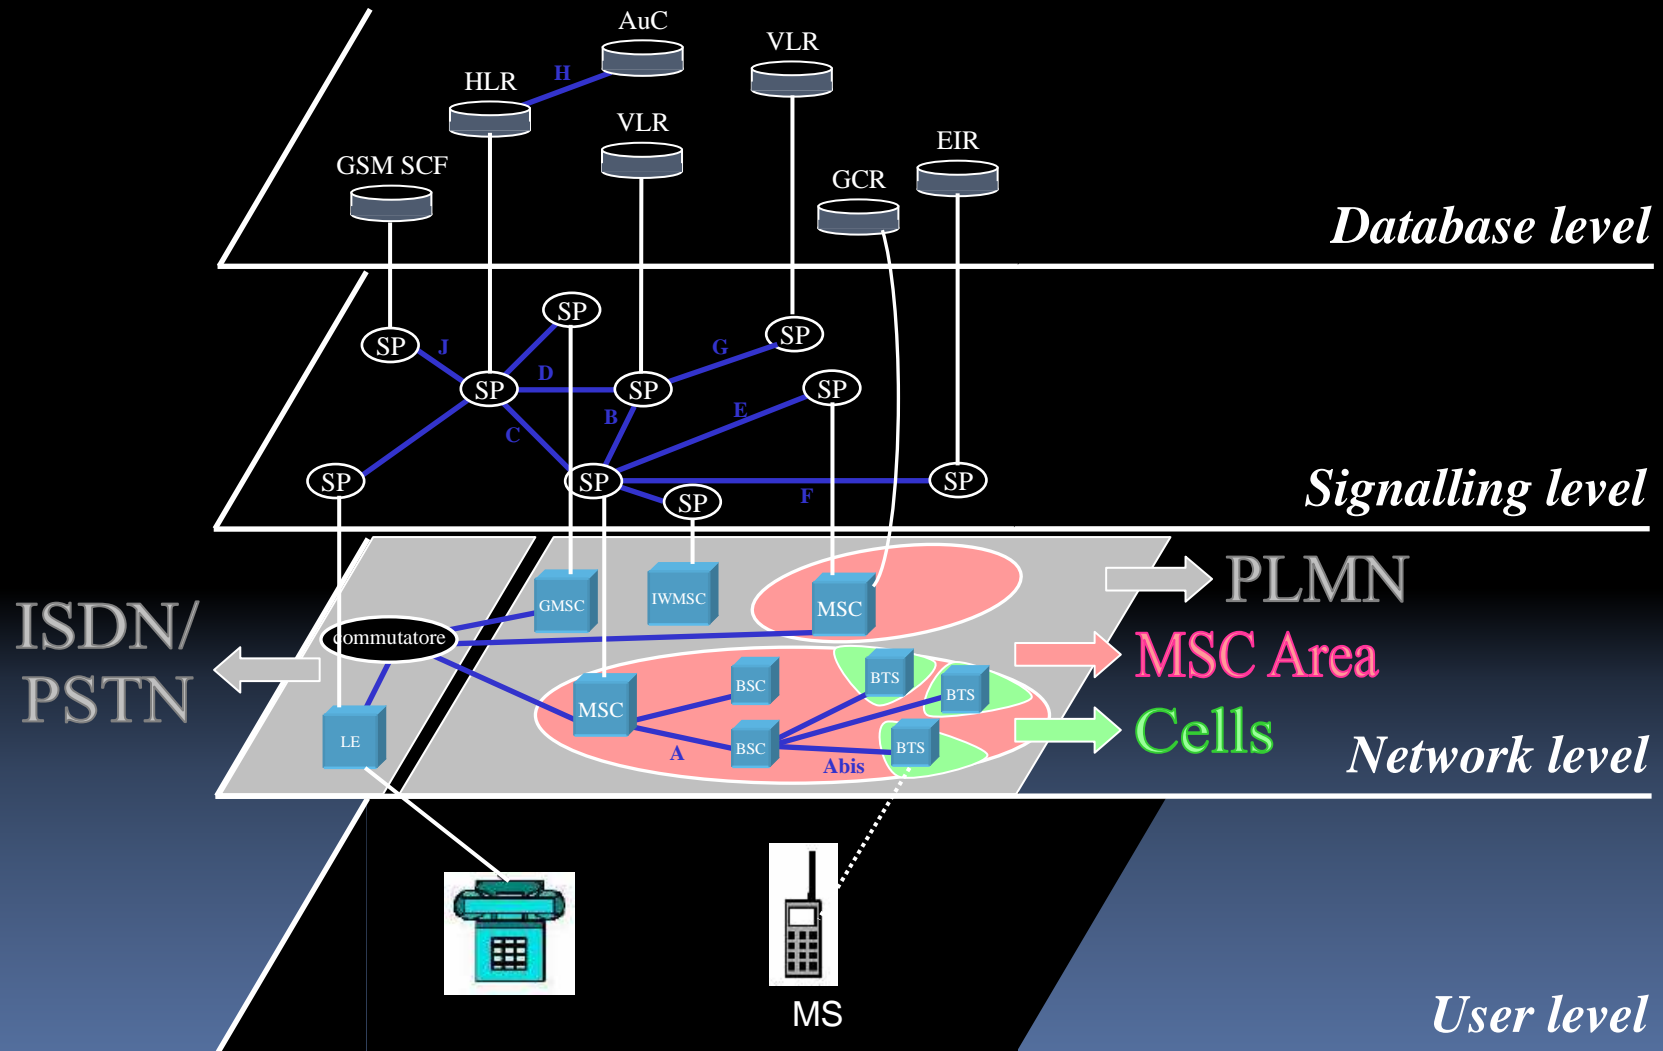 AuC
VLR
HLR
H
VLR
EIR
GSM SCF
GCR
Database level
SP
SP
SP
J
G
D
SP
SP
SP
E
B
C
SP
SP
SP
F
SP
Signalling level
PLMN
GMSC
IWMSC
MSC
ISDN/
PSTN
commutatore
MSC Area
BSC
BTS
BTS
MSC
Cells
LE
BSC
BTS
A
Abis
Network level
MS
User level